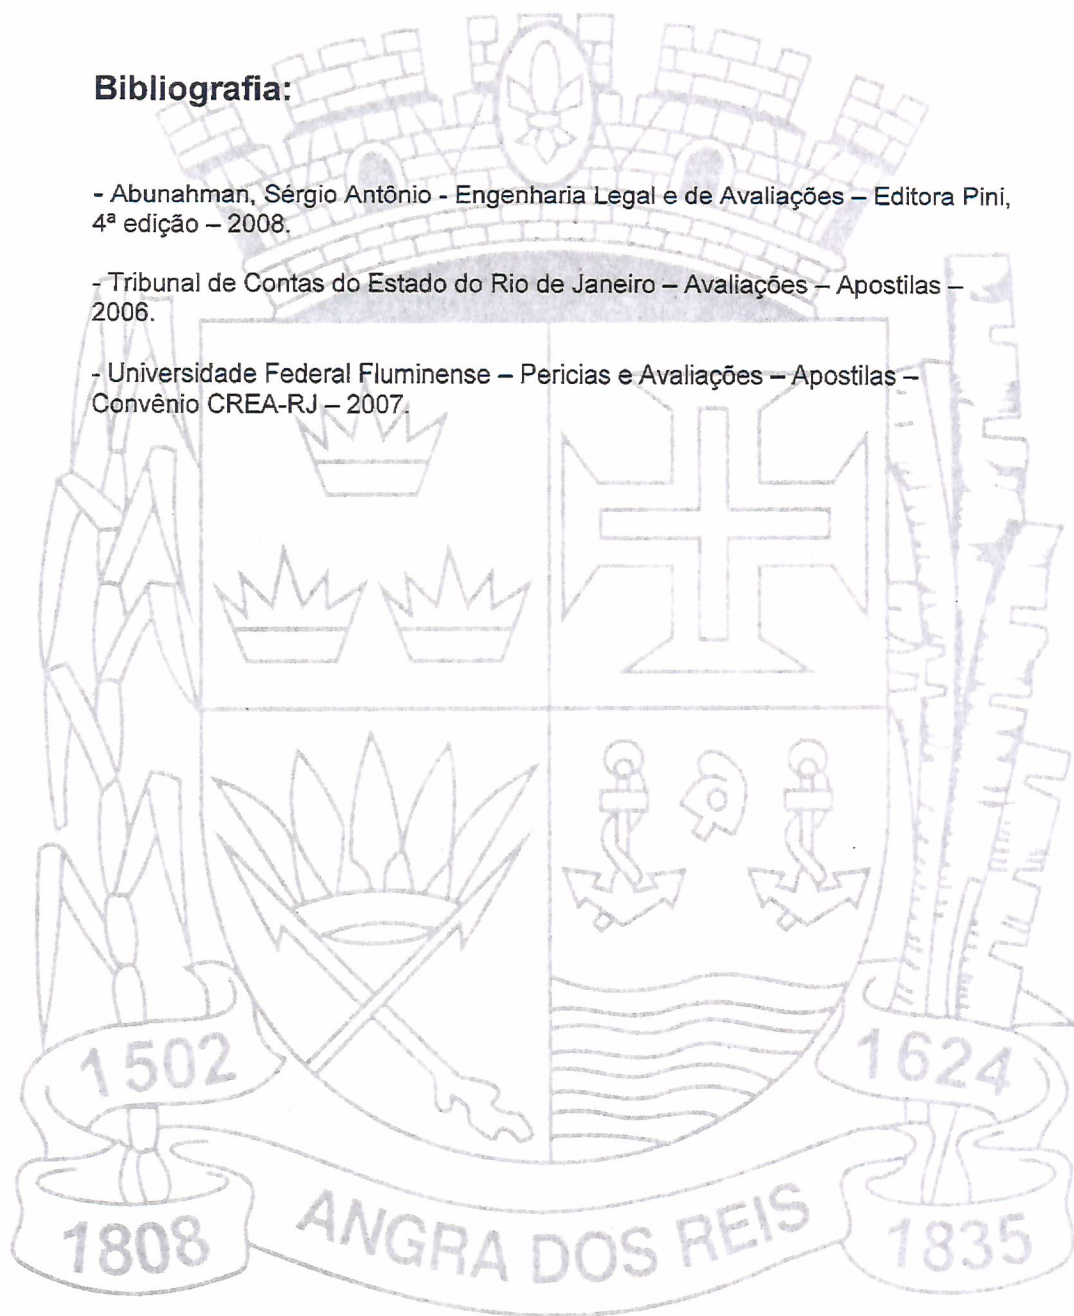 Bibliografia:
- Abunahman, Sérgio Antônio - Engenharia Legal e de Avaliações – Editora Pini,
4ª edição – 2008.
- Tribunal de Contas do Estado do Rio de Janeiro – Avaliações – Apostilas –
2006.
- Universidade Federal Fluminense – Pericias e Avaliações – Apostilas –
Convênio CREA-RJ – 2007.
1502
1624
1808
ANGRA DOS REIS
1835